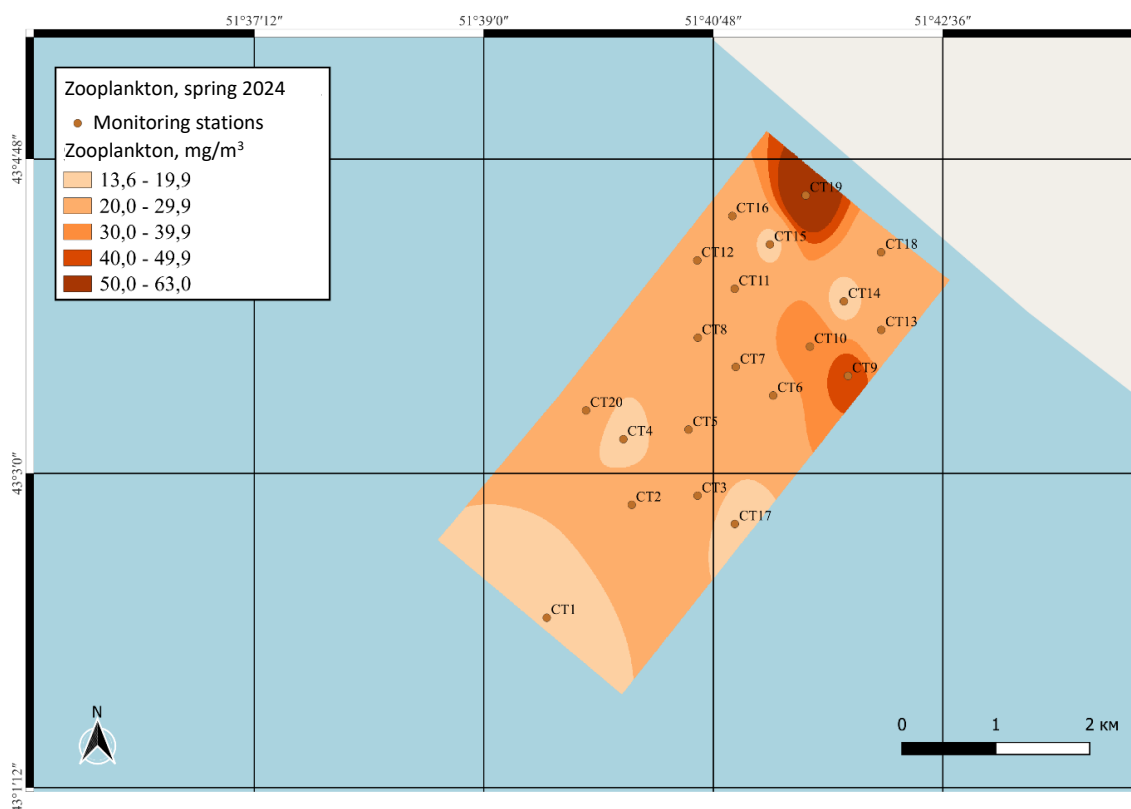 51°37'12" 51°39'0" 51°40'48" 51°42'36"
Zooplankton, spring 2024
Monitoring stations
Zooplankton, mg/m³
13,6 - 19,9
20,0 - 29,9
30,0 - 39,9
40,0 - 49,9
50,0 - 63,0
43°4'48"
CT19
CT16
CT15
CT18
CT12
CT11
CT14
CT13
CT8
CT10
CT7
CT9
CT6
CT20
CT5
CT4
43°3'0"
CT3
CT2
CT17
CT1
N
0 1 2 км
43°1'12"